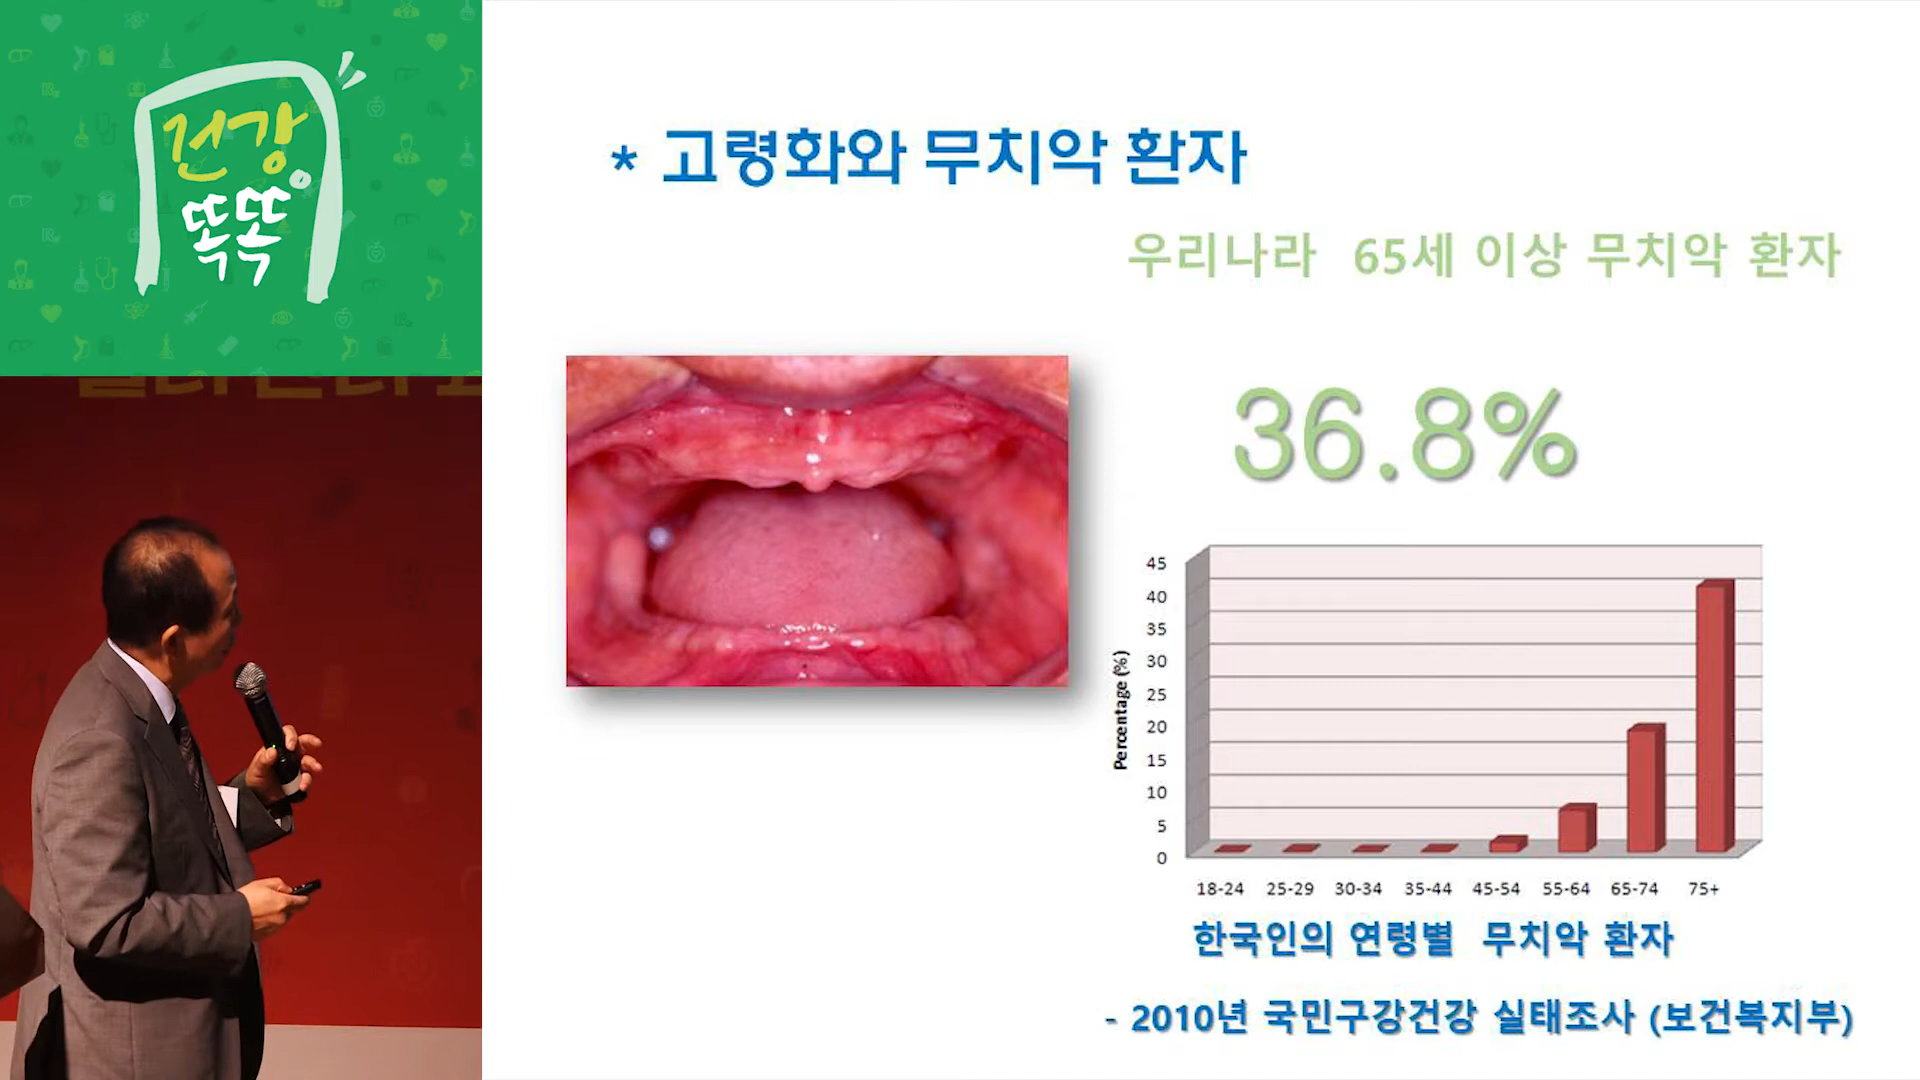 건강
똑똑
* 고령화와 무치악 환자
우리나라 65세 이상 무치악 환자
36.8%
Percentage (%)
45
40
35
30
25
20
15
10
5
0
18-24 25-29 30-34 35-44 45-54 55-64 65-74 75+
한국인의 연령별 무치악 환자
- 2010년 국민구강건강 실태조사 (보건복지부)